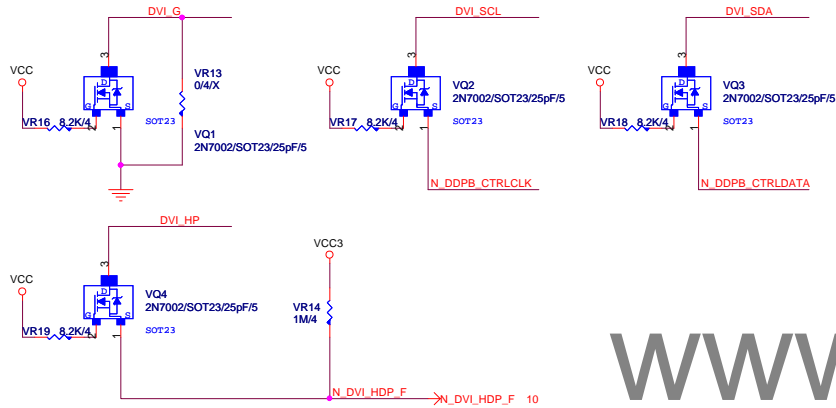 DVI_G
3
VCC
D
G
S
VR16 8.2K/4
2
1
SOT23
VR13
0/4/X
VQ1
2N7002/SOT23/25pF/5
DVI_SCL
3
VCC
D
G
S
VR17 8.2K/4
2
1
VQ2
2N7002/SOT23/25pF/5
SOT23
N_DDPB_CTRLCLK
DVI_SDA
3
VCC
D
G
S
VR18 8.2K/4
2
1
VQ3
2N7002/SOT23/25pF/5
SOT23
N_DDPB_CTRLDATA
DVI_HP
3
VCC
D
G
S
VR19 8.2K/4
2
1
VQ4
2N7002/SOT23/25pF/5
SOT23
VCC3
VR14
1M/4
N_DVI_HDP_F
N_DVI_HDP_F 10
www